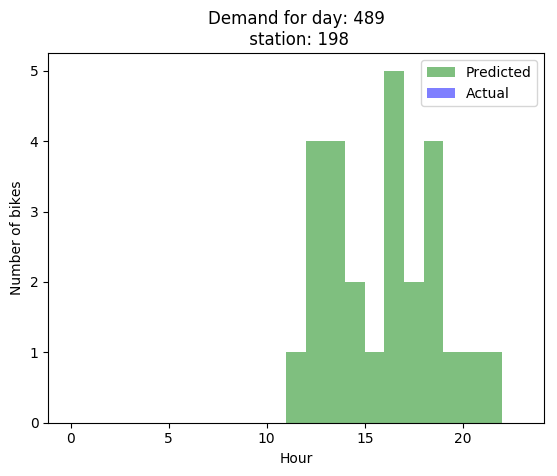 Demand for day: 489
station: 198
Predicted
Actual
Number of bikes
5
4
3
2
1
0
0
5
10
15
20
Hour